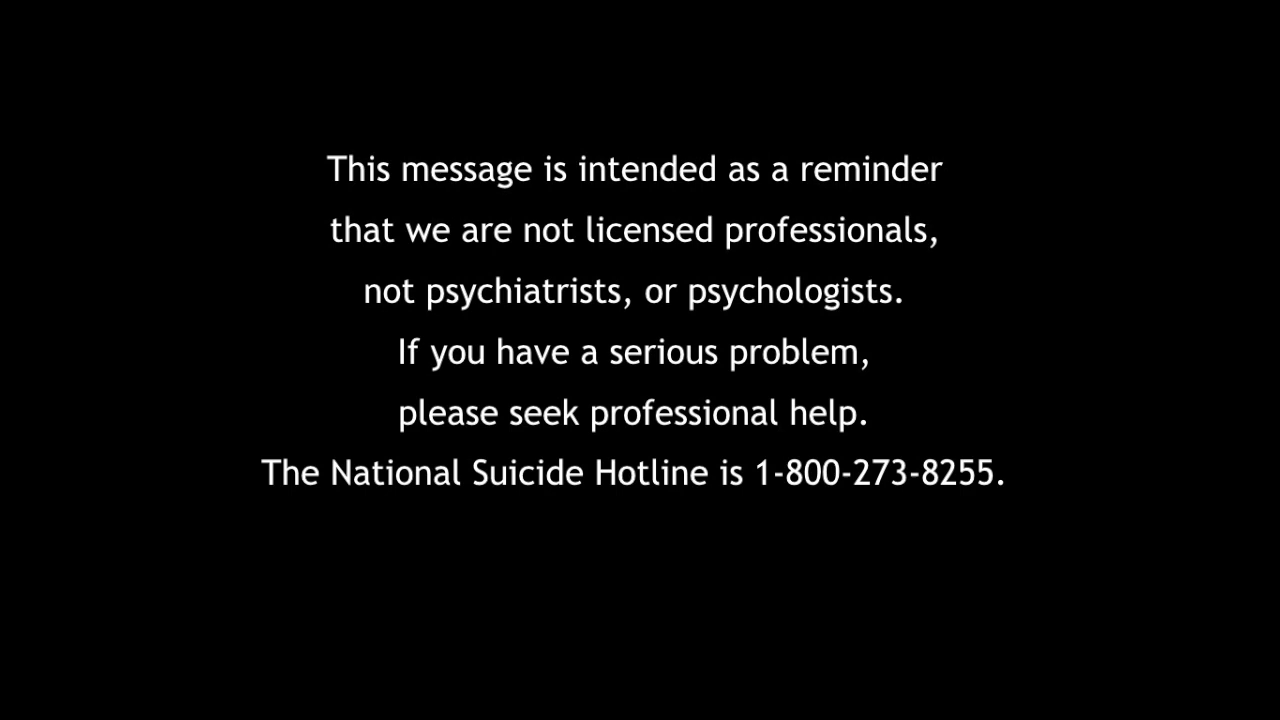 This message is intended as a reminder
that we are not licensed professionals,
not psychiatrists, or psychologists.
If you have a serious problem,
please seek professional help.
The National Suicide Hotline is 1-800-273-8255.